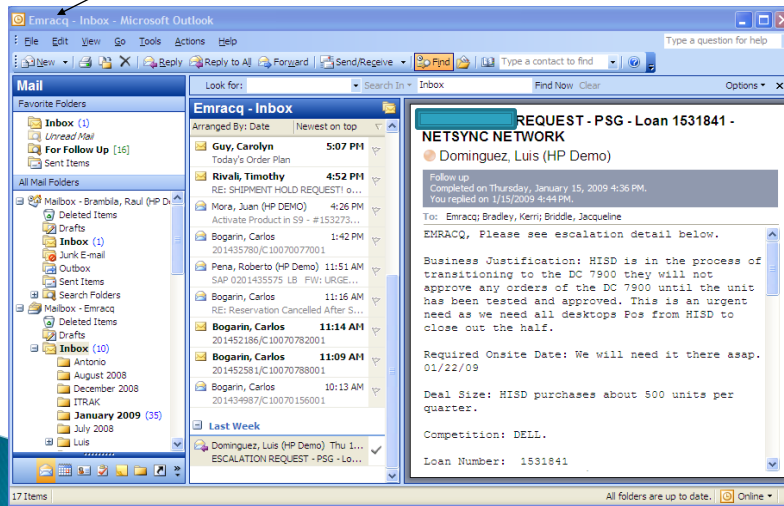 Emracq - Inbox - Microsoft Outlook
File Edit View Go Tools Actions Help
Type a question for help
New Reply Reply to All Forward Send/Receive Find Type a contact to find
Mail
Look for: Search In Inbox Find Now Clear Options
Favorite Folders
Inbox (1)
Unread Mail
For Follow Up [16]
Sent Items
All Mail Folders
Mailbox - Brambila, Raul (HP D
Deleted Items
Drafts
Inbox (1)
Junk E-mail
Outbox
Sent Items
Search Folders
Mailbox - Emracq
Deleted Items
Drafts
Inbox (10)
Antonio
August 2008
December 2008
ITRAK
January 2009 (35)
July 2008
Luis
Emracq - Inbox
Arranged By: Date Newest on top
Guy, Carolyn 5:07 PM
Today's Order Plan
Rivali, Timothy 4:52 PM
RE: SHIPMENT HOLD REQUEST! o...
Mora, Juan (HP DEMO) 4:26 PM
Activate Product in S9 - #153273...
Bogarin, Carlos 1:42 PM
201435780/C10070077001
Pena, Roberto (HP Demo) 11:51 AM
SAP 0201435575 LB FW: URGE...
Bogarin, Carlos 11:16 AM
RE: Reservation Cancelled After S...
Bogarin, Carlos 11:14 AM
201452186/C10070782001
Bogarin, Carlos 11:09 AM
201452581/C10070788001
Bogarin, Carlos 10:13 AM
201434987/C10070156001
Last Week
Dominguez, Luis (HP Demo) Thu 1...
ESCALATION REQUEST - PSG - Lo...
REQUEST - PSG - Loan 1531841 -
NETSYNC NETWORK
Dominguez, Luis (HP Demo)
Follow up
Completed on Thursday, January 15, 2009 4:36 PM.
You replied on 1/15/2009 4:44 PM.
To: Emracq; Bradley, Kerri; Briddle, Jacqueline
EMRACQ, Please see escalation detail below.
Business Justification: HISD is in the process of
transitioning to the DC 7900 they will not
approve any orders of the DC 7900 until the unit
has been tested and approved. This is an urgent
need as we need all desktops Pos from HISD to
close out the half.
Required Onsite Date: We will need it there asap.
01/22/09
Deal Size: HISD purchases about 500 units per
quarter.
Competition: DELL.
Loan Number: 1531841
17 Items
All folders are up to date. Online